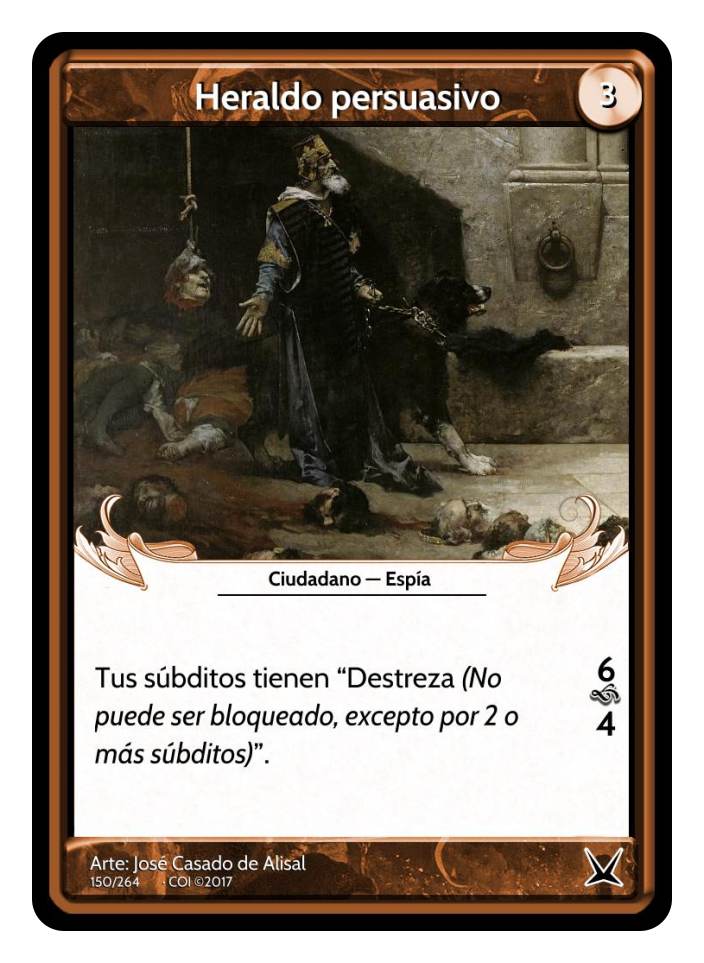 Heraldo persuasivo
3
Ciudadano — Espía
Tus súbditos tienen “Destreza (No
puede ser bloqueado, excepto por 2 o
más súbditos)”.
6
4
Arte: José Casado de Alisal
150/264 · COI ©2017